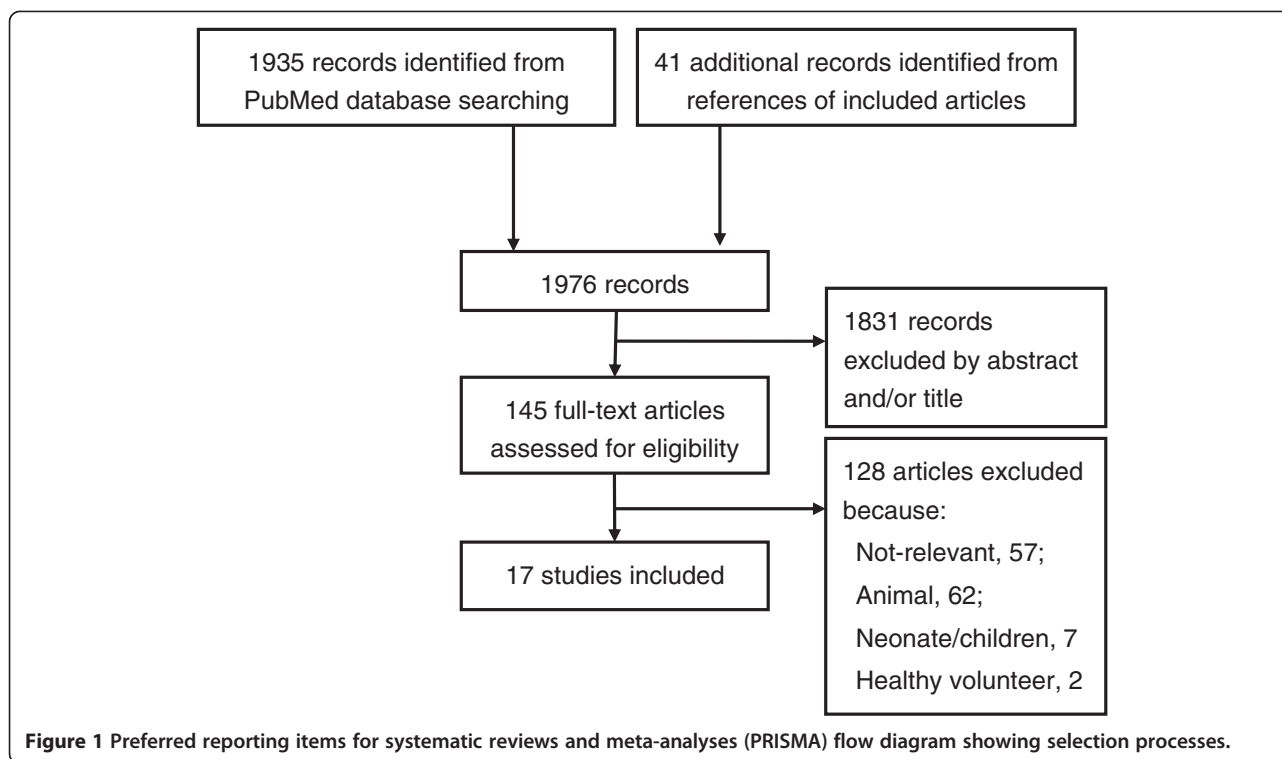 1935 records identified from
PubMed database searching
41 additional records identified from
references of included articles
1976 records
1831 records
excluded by abstract
and/or title
145 full-text articles
assessed for eligibility
128 articles excluded
because:
Not-relevant, 57;
Animal, 62;
Neonate/children, 7
Healthy volunteer, 2
17 studies included
Figure 1 Preferred reporting items for systematic reviews and meta-analyses (PRISMA) flow diagram showing selection processes.